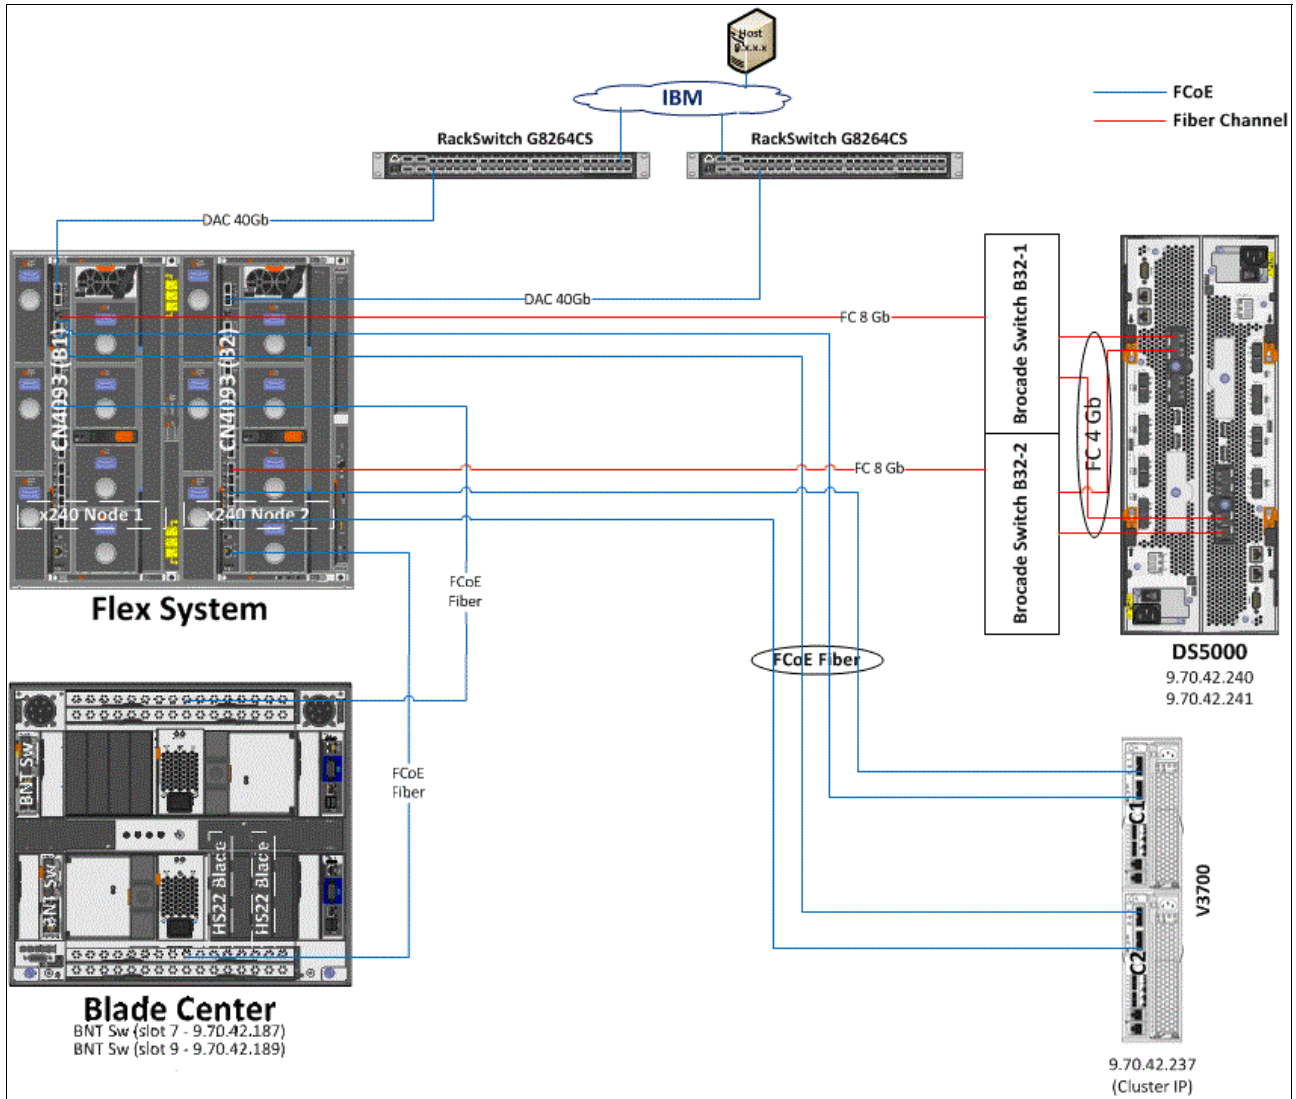 Host
9.x.x.x
IBM
FCoE
Fiber Channel
RackSwitch G8264CS
RackSwitch G8264CS
DAC 40Gb
DAC 40Gb
FC 8 Gb
Brocade Switch B32-1
CN4093 (B1)
CN4093 (B2)
FC 4 Gb
FC 8 Gb
Brocade Switch B32-2
x240 Node 1
x240 Node 2
Flex System
FCoE
Fiber
FCoE Fiber
DS5000
9.70.42.240
9.70.42.241
BNT Sw
FCoE
Fiber
C1
HS22 Blade
HS22 Blade
BNT Sw
V3700
C2
Blade Center
BNT Sw (slot 7 - 9.70.42.187)
BNT Sw (slot 9 - 9.70.42.189)
9.70.42.237
(Cluster IP)